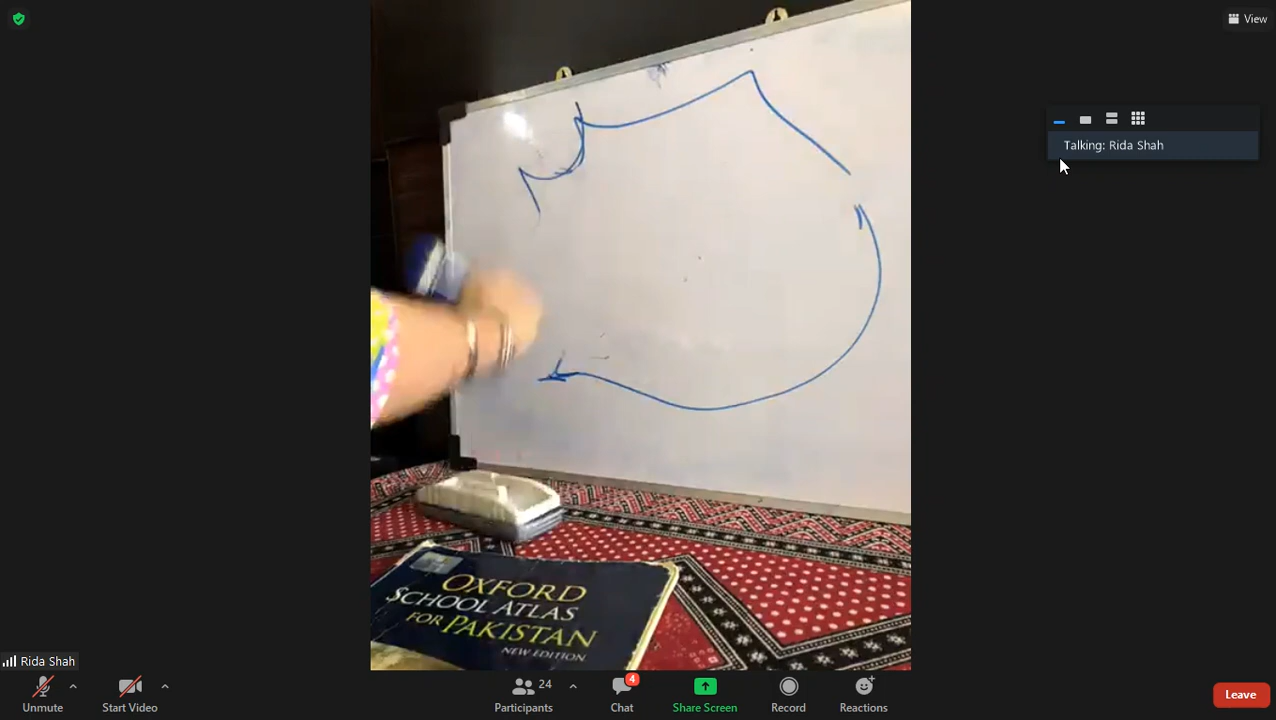 View
Talking: Rida Shah
OXFORD
SCHOOL ATLAS
FOR PAKISTAN
NEW EDITION
Rida Shah
Unmute
Start Video
24
Participants
4
Chat
Share Screen
Record
Reactions
Leave